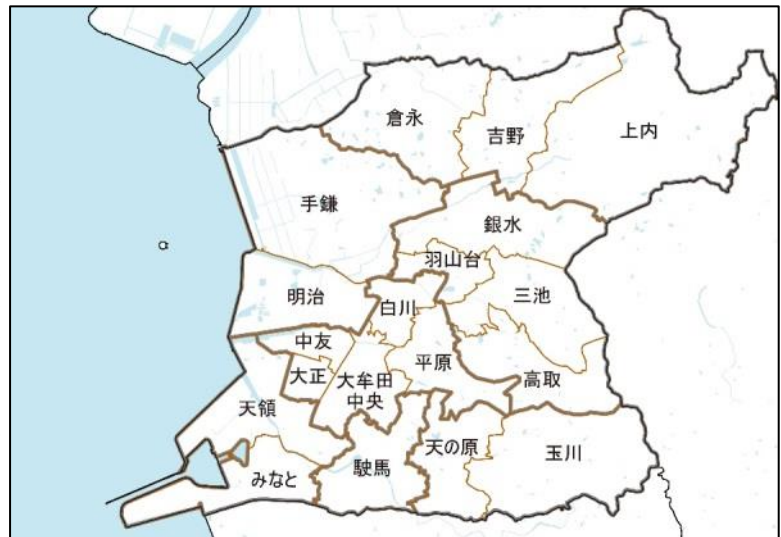 倉永
吉野
上内
手鎌
銀水
羽山台
三池
明治
白川
中友
平原
大正
大牟田
中央
高取
天領
天の原
玉川
みなと
駛馬